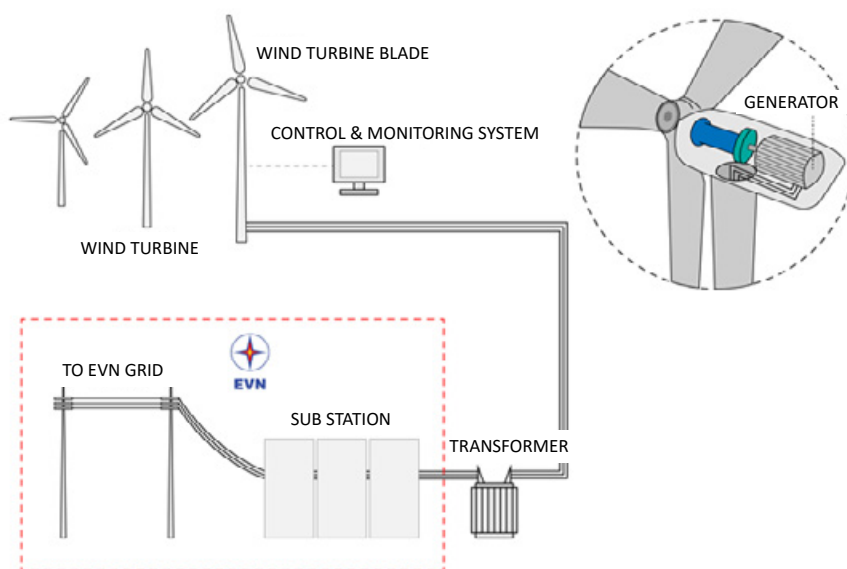 WIND TURBINE BLADE
GENERATOR
CONTROL & MONITORING SYSTEM
WIND TURBINE
TO EVN GRID
EVN
SUB STATION
TRANSFORMER